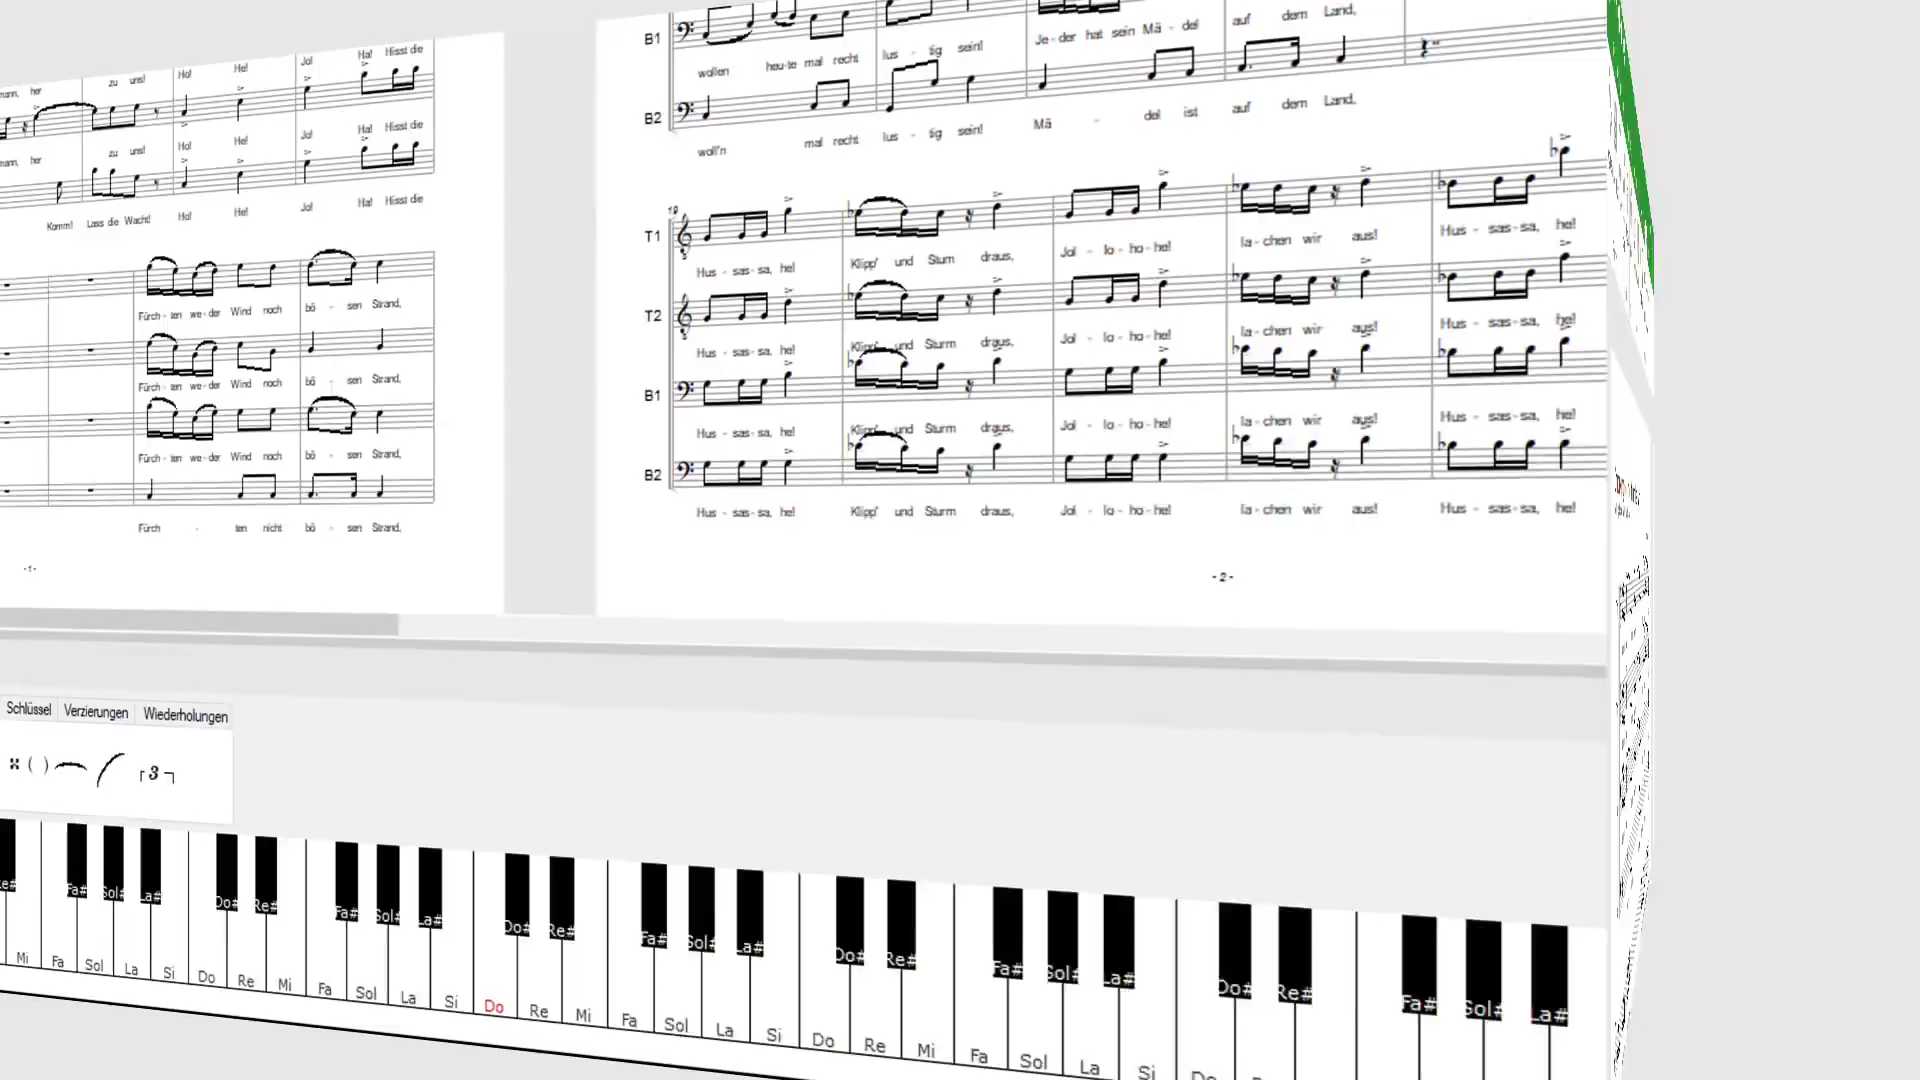 her zu uns! Ho! He! Jo! Ha! Hisst die
her zu uns! Ho! He! Jo! Ha! Hisst die
Komm! Lass die Wacht! Ho! He! Jo! Ha! Hisst die
Fürch - ten we - der Wind noch bö - sen Strand,
Fürch - ten we - der Wind noch bö - sen Strand,
Fürch - ten we - der Wind noch bö - sen Strand,
Fürch - ten nicht bö - sen Strand,
- 1 -
B1
wollen heu-te mal recht lus - tig sein! Je - der hat sein Mä - del auf dem Land,
B2
woll'n mal recht lus - tig sein! Mä - del ist auf dem Land,
T1
Hus - sas - sa, he! Klipp' und Sturm draus, Jol - lo - ho - he! la - chen wir aus! Hus - sas - sa, he!
T2
Hus - sas - sa, he! Klipp' und Sturm draus, Jol - lo - ho - he! la - chen wir aus! Hus - sas - sa, he!
B1
Hus - sas - sa, he! Klipp' und Sturm draus, Jol - lo - ho - he! la - chen wir aus! Hus - sas - sa, he!
B2
Hus - sas - sa, he! Klipp' und Sturm draus, Jol - lo - ho - he! la - chen wir aus! Hus - sas - sa, he!
- 2 -
Schlüssel Verzierungen Wiederholungen
3
Fa# Sol# La# Do# Re# Fa# Sol# La# Do# Re# Fa# Sol# La# Do# Re# Fa# Sol# La# Do# Re# Fa# Sol# La#
Mi Fa Sol La Si Do Re Mi Fa Sol La Si Do Re Mi Fa Sol La Si Do Re Mi Fa Sol La Si Do